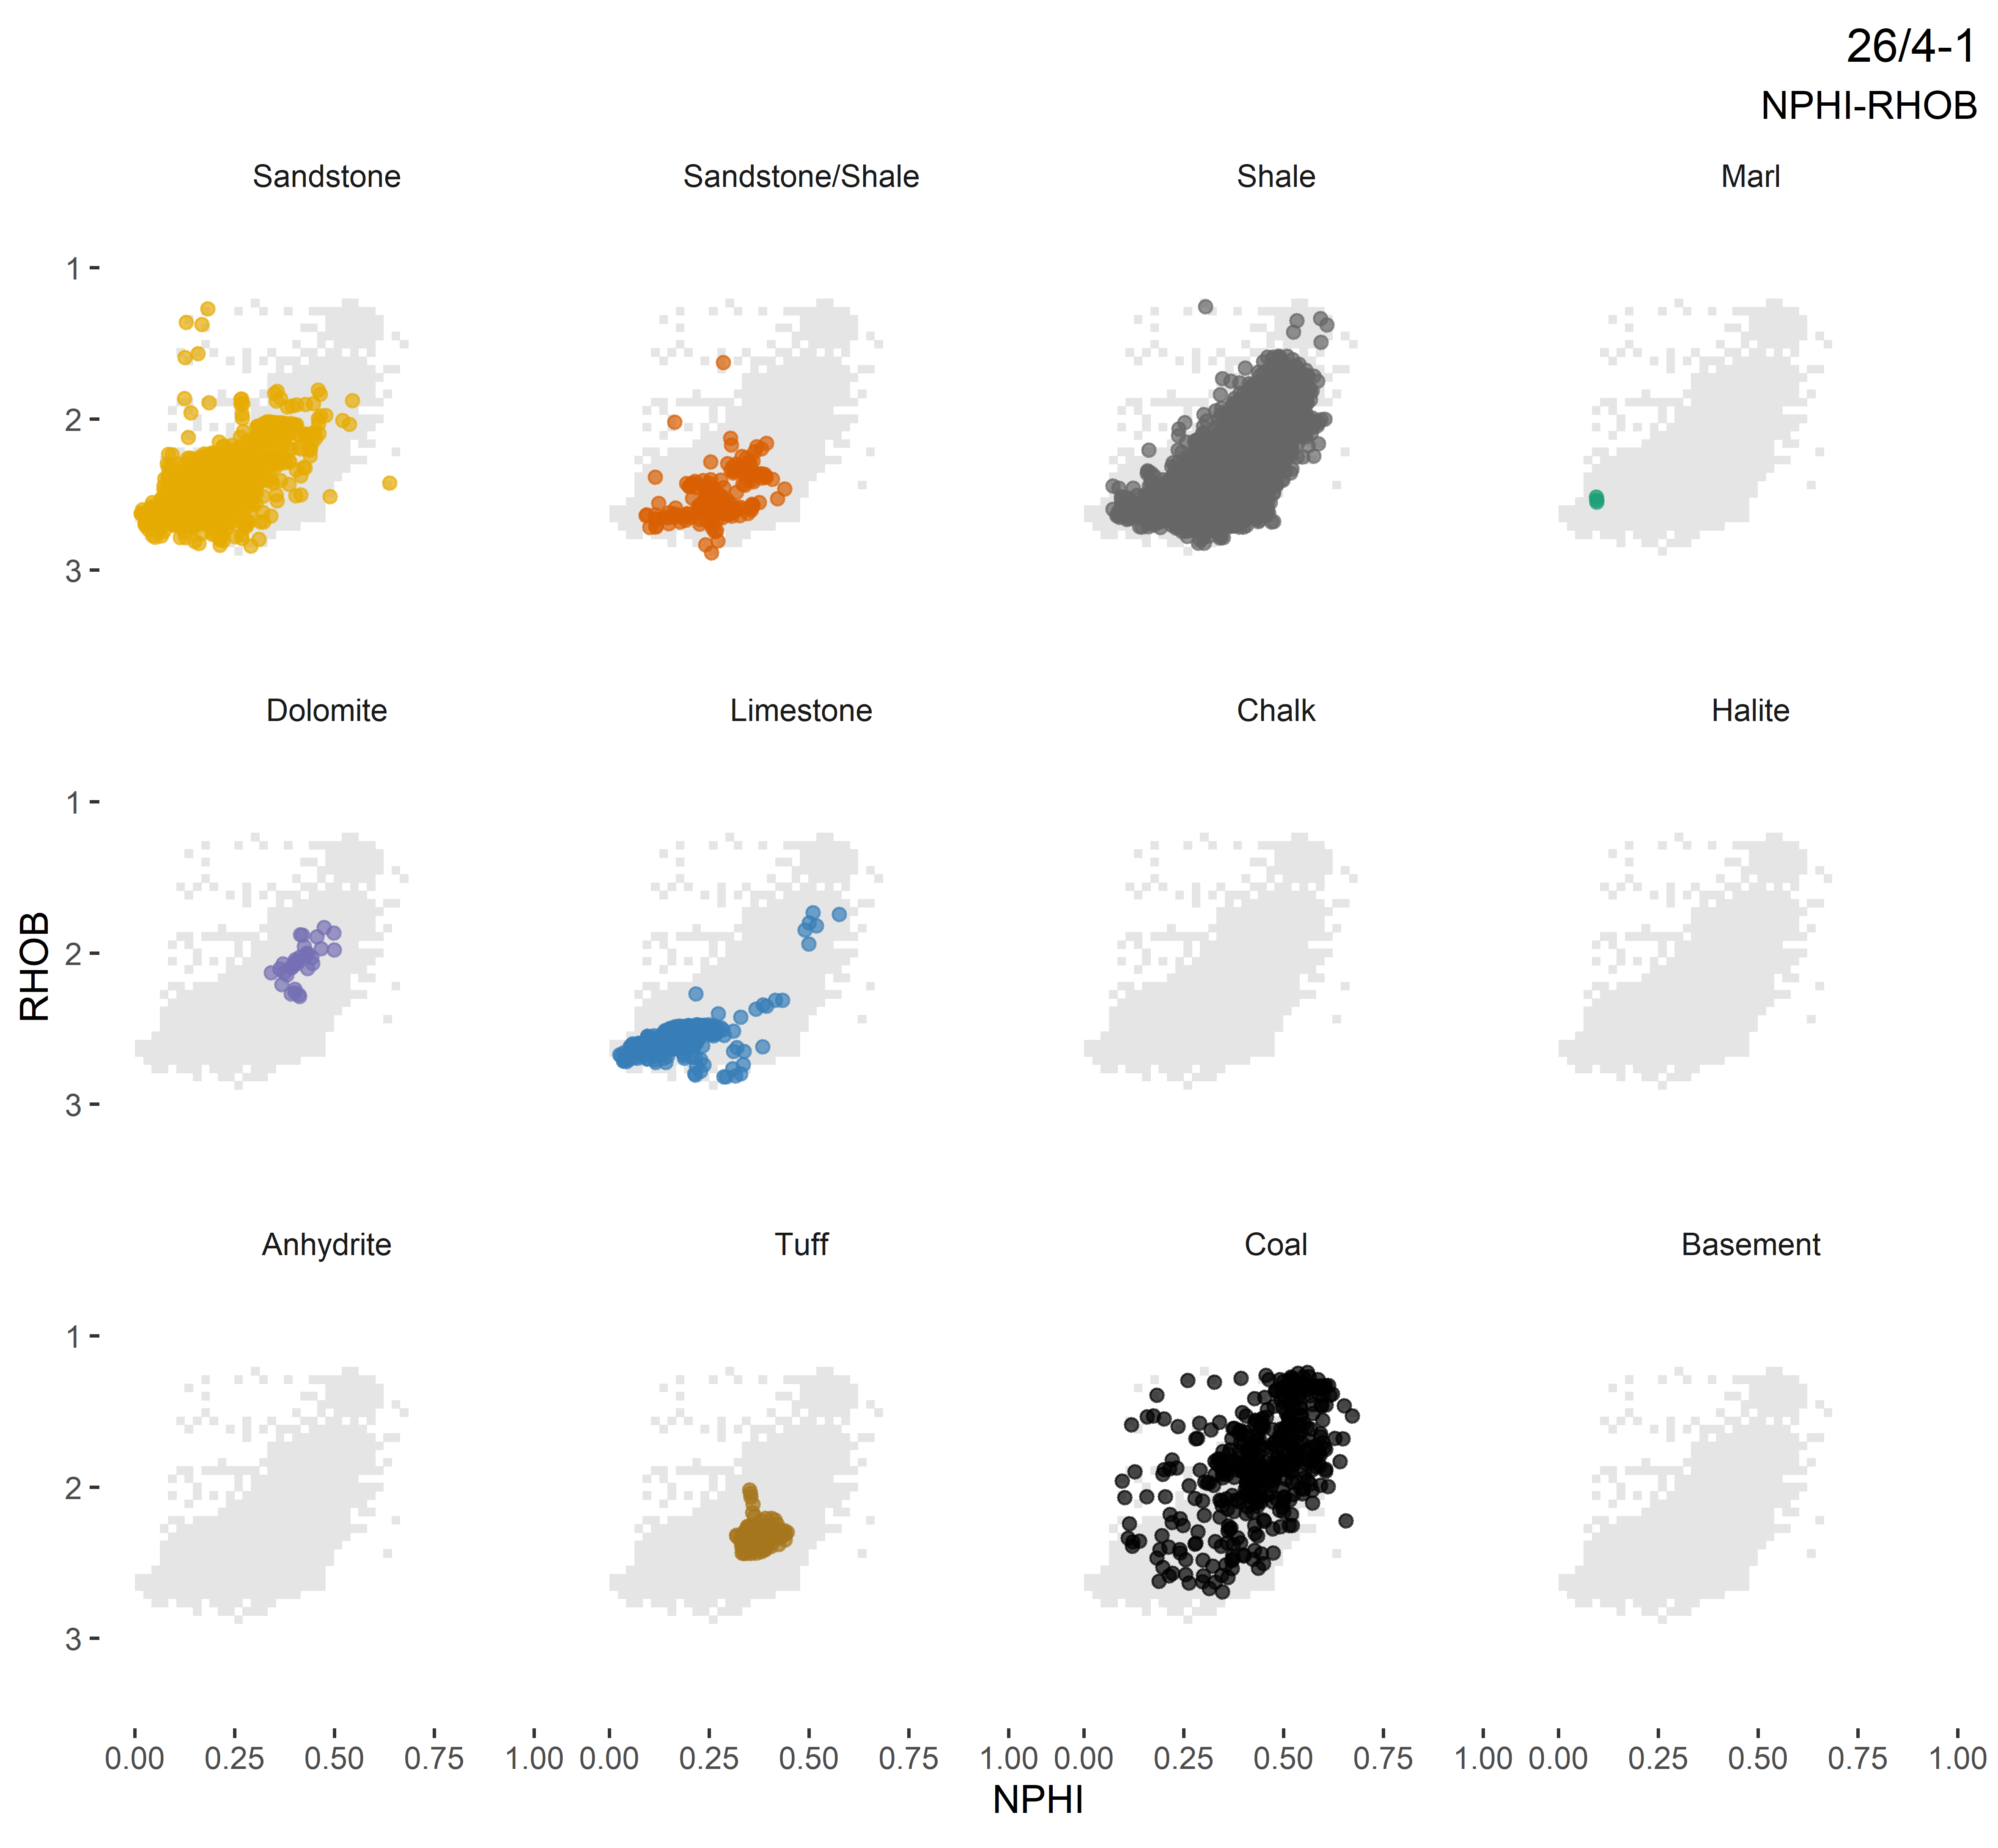 26/4-1
NPHI-RHOB
Sandstone Sandstone/Shale Shale Marl
1
2
3
Dolomite Limestone Chalk Halite
1
2
3
RHOB
Anhydrite Tuff Coal Basement
1
2
3
0.00 0.25 0.50 0.75 1.00 0.00 0.25 0.50 0.75 1.00 0.00 0.25 0.50 0.75 1.00 0.00 0.25 0.50 0.75 1.00
NPHI